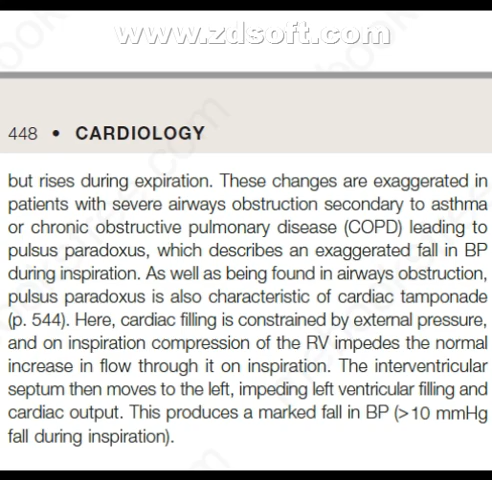 www.zdsoft.com
448 • CARDIOLOGY
but rises during expiration. These changes are exaggerated in
patients with severe airways obstruction secondary to asthma
or chronic obstructive pulmonary disease (COPD) leading to
pulsus paradoxus, which describes an exaggerated fall in BP
during inspiration. As well as being found in airways obstruction,
pulsus paradoxus is also characteristic of cardiac tamponade
(p. 544). Here, cardiac filling is constrained by external pressure,
and on inspiration compression of the RV impedes the normal
increase in flow through it on inspiration. The interventricular
septum then moves to the left, impeding left ventricular filling and
cardiac output. This produces a marked fall in BP (>10 mmHg
fall during inspiration).